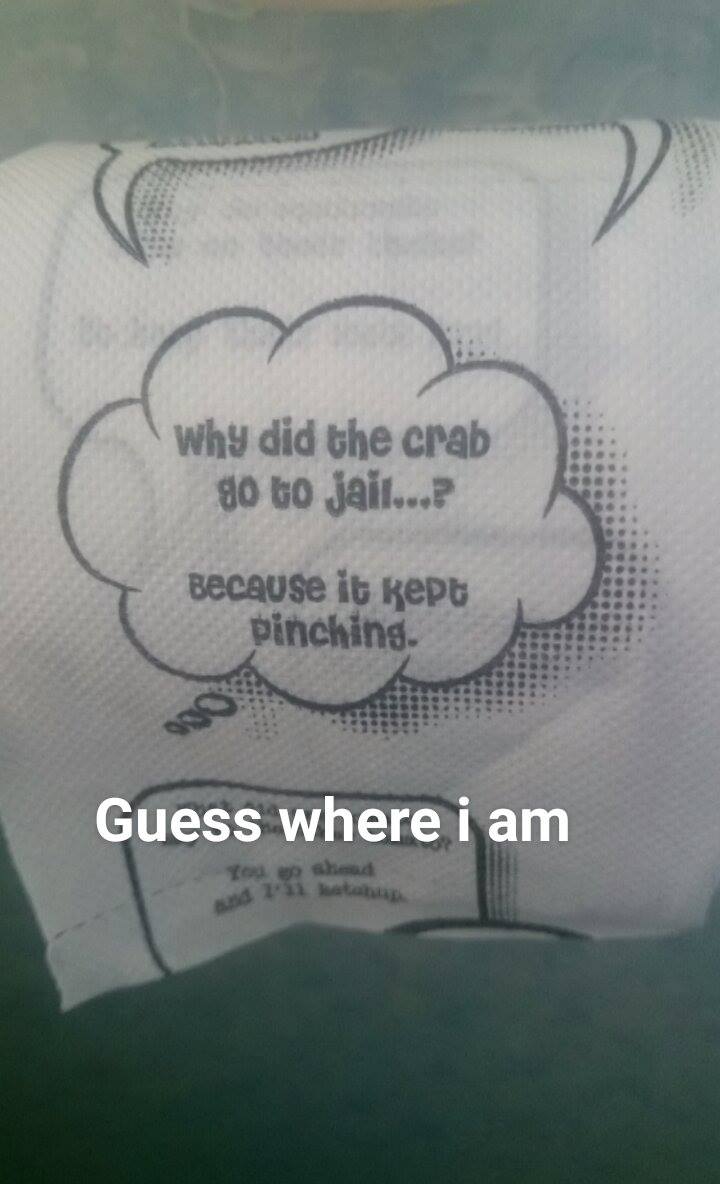 Why did the crab
go to jail...?
Because it kept
pinching.
Guess where i am
You go ahead
and I'll ketchup.